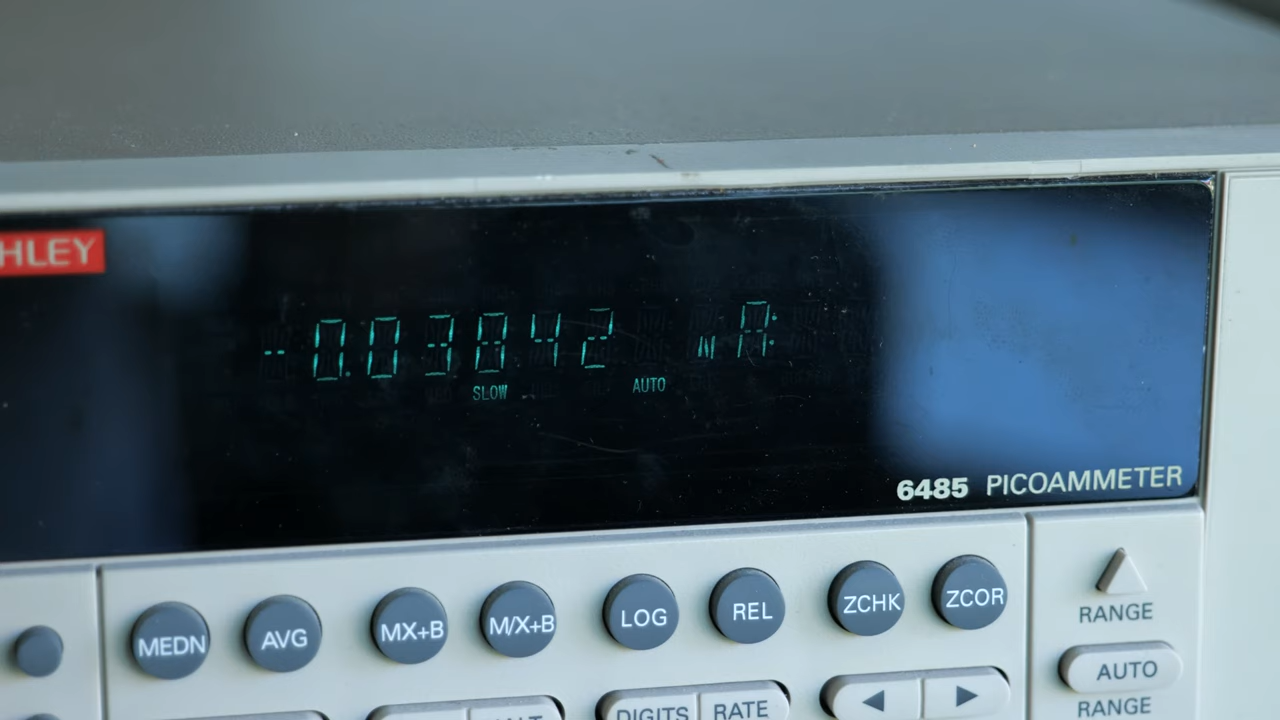 HLEY
-0.03842 nA
SLOW AUTO
6485 PICOAMMETER
MEDN AVG MX+B M/X+B LOG REL ZCHK ZCOR
RANGE
AUTO
DIGITS RATE
RANGE